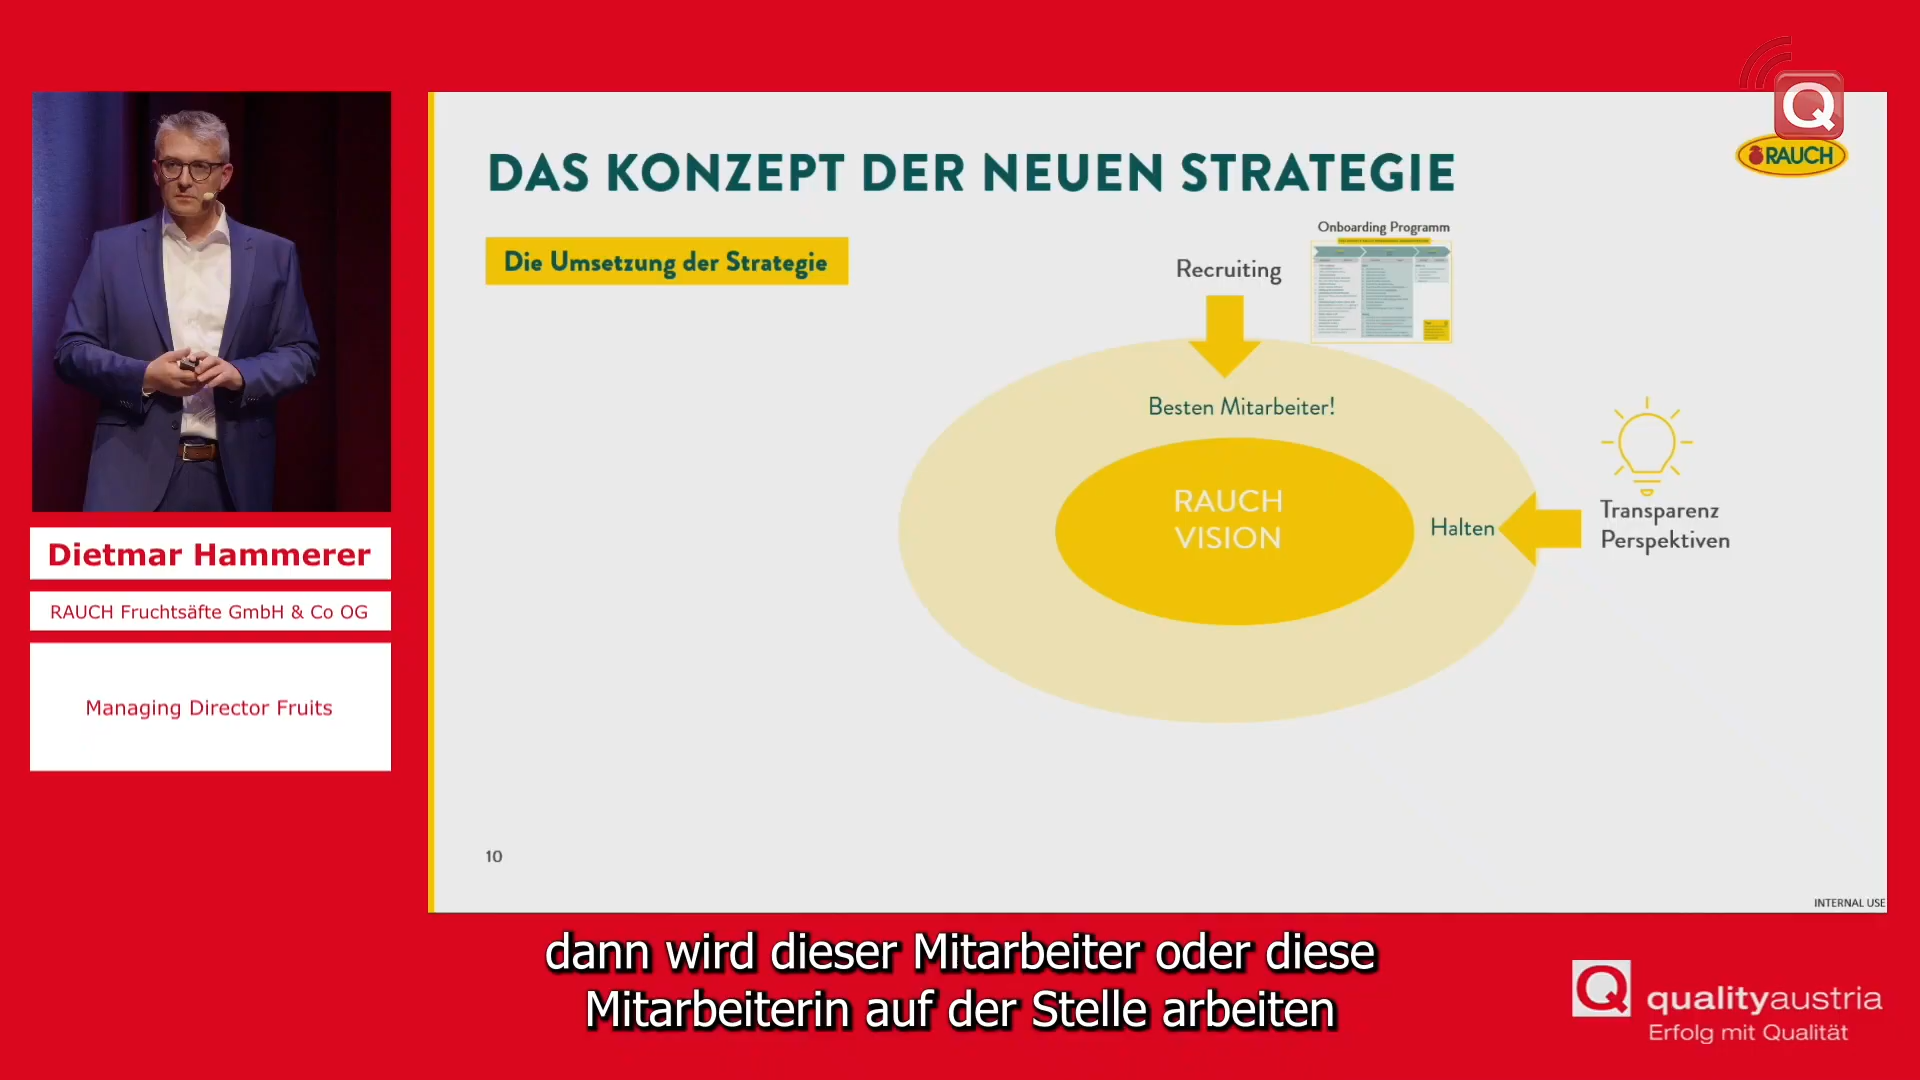 Q
RAUCH
DAS KONZEPT DER NEUEN STRATEGIE
Die Umsetzung der Strategie
Onboarding Programm
Recruiting
Besten Mitarbeiter!
RAUCH
VISION
Halten
Transparenz
Perspektiven
10
INTERNAL USE
Dietmar Hammerer
RAUCH Fruchtsäfte GmbH & Co OG
Managing Director Fruits
dann wird dieser Mitarbeiter oder diese
Mitarbeiterin auf der Stelle arbeiten
Q qualityaustria
Erfolg mit Qualität